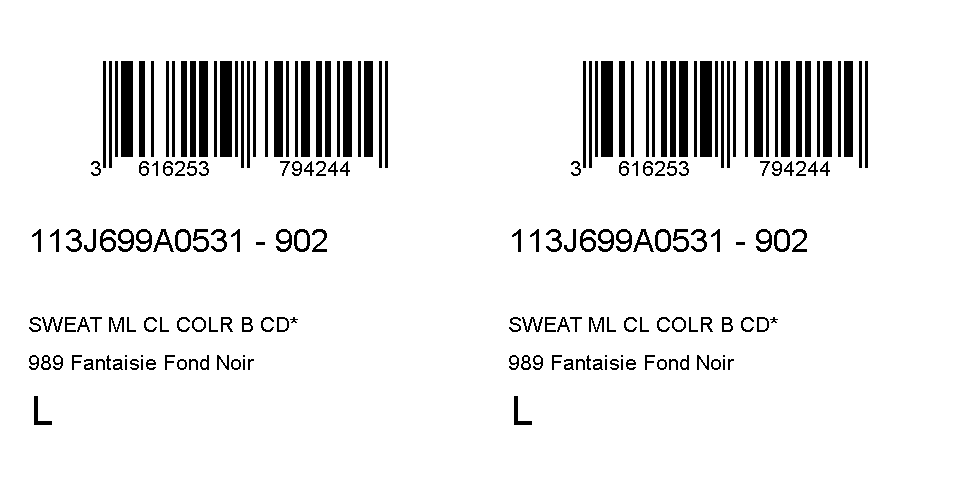 3 616253 794244
113J699A0531 - 902
SWEAT ML CL COLR B CD*
989 Fantaisie Fond Noir
L
3 616253 794244
113J699A0531 - 902
SWEAT ML CL COLR B CD*
989 Fantaisie Fond Noir
L